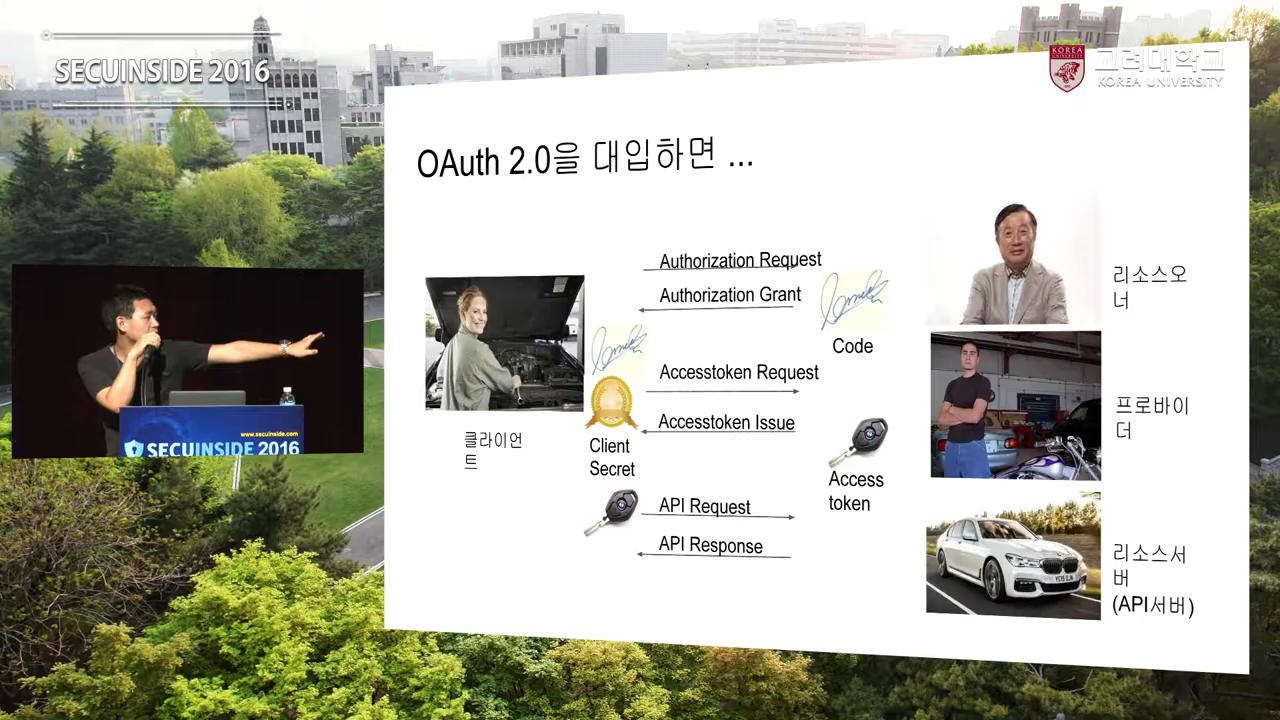 SECUINSIDE 2016
KOREA
고려대학교
KOREA UNIVERSITY
OAuth 2.0을 대입하면 ...
Authorization Request
Authorization Grant
Code
Accesstoken Request
Accesstoken Issue
클라이언
트
Client
Secret
Access
token
API Request
API Response
리소스오
너
프로바이
더
리소스서
버
(API서버)
www.secuinside.com
SECUINSIDE 2016